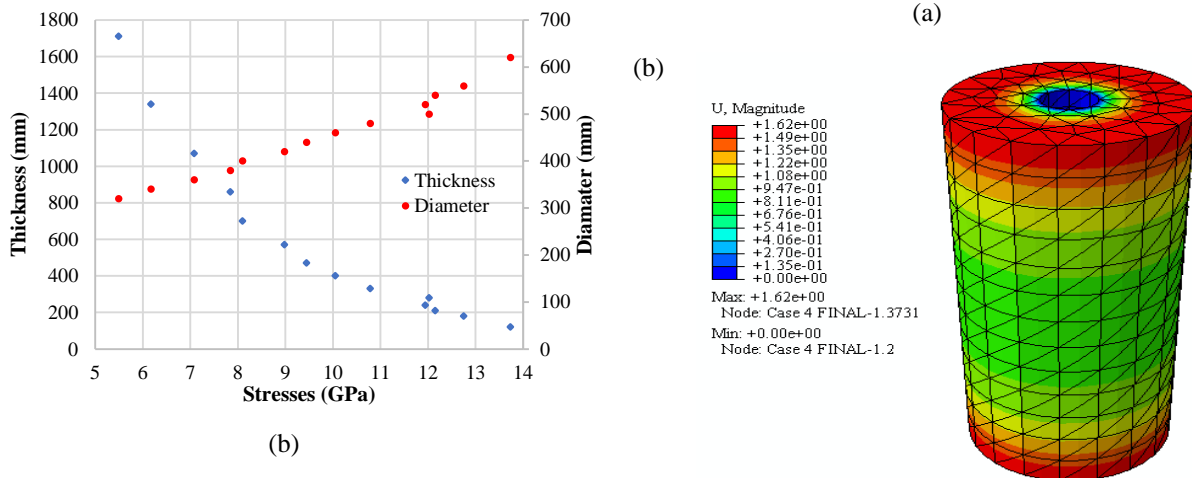 1800
1600
1400
1200
1000
800
600
400
200
0
Thickness (mm)
700
600
500
400
300
200
100
0
Diamater (mm)
Thickness
Diameter
5 6 7 8 9 10 11 12 13 14
Stresses (GPa)
(b)
(a)
(b)
U, Magnitude
+1.62e+00
+1.49e+00
+1.35e+00
+1.22e+00
+1.08e+00
+9.47e-01
+8.11e-01
+6.76e-01
+5.41e-01
+4.06e-01
+2.70e-01
+1.35e-01
+0.00e+00
Max: +1.62e+00
Node: Case 4 FINAL-1.3731
Min: +0.00e+00
Node: Case 4 FINAL-1.2